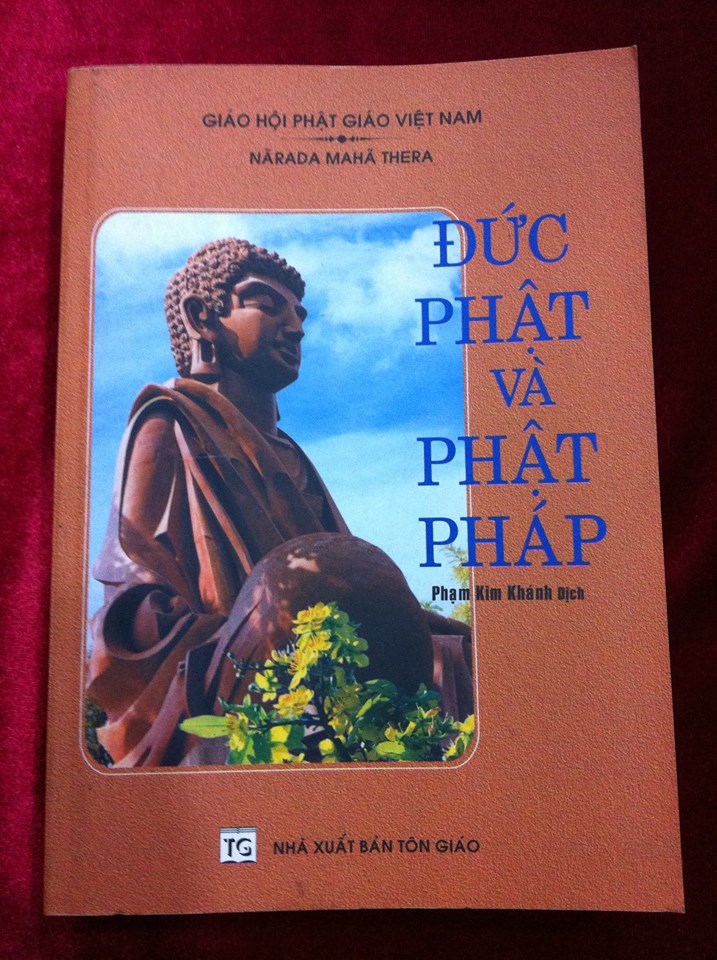 GIÁO HỘI PHẬT GIÁO VIỆT NAM
NĀRADA MAHĀ THERA
ĐỨC
PHẬT
VÀ
PHẬT
PHÁP
Phạm Kim Khánh Dịch
TG NHÀ XUẤT BẢN TÔN GIÁO